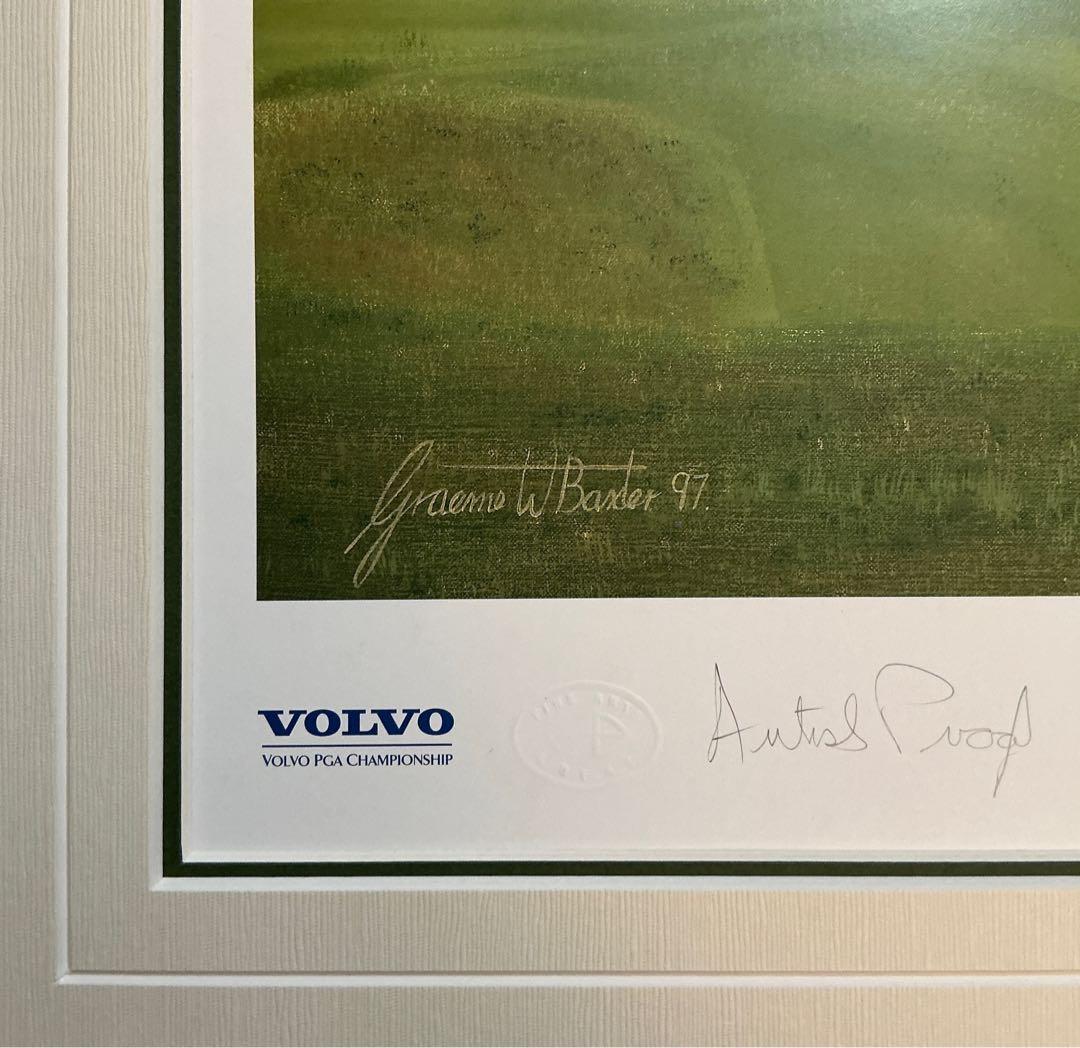 Graeme W Baxter 97.
VOLVO
VOLVO PGA CHAMPIONSHIP
Artist Proof